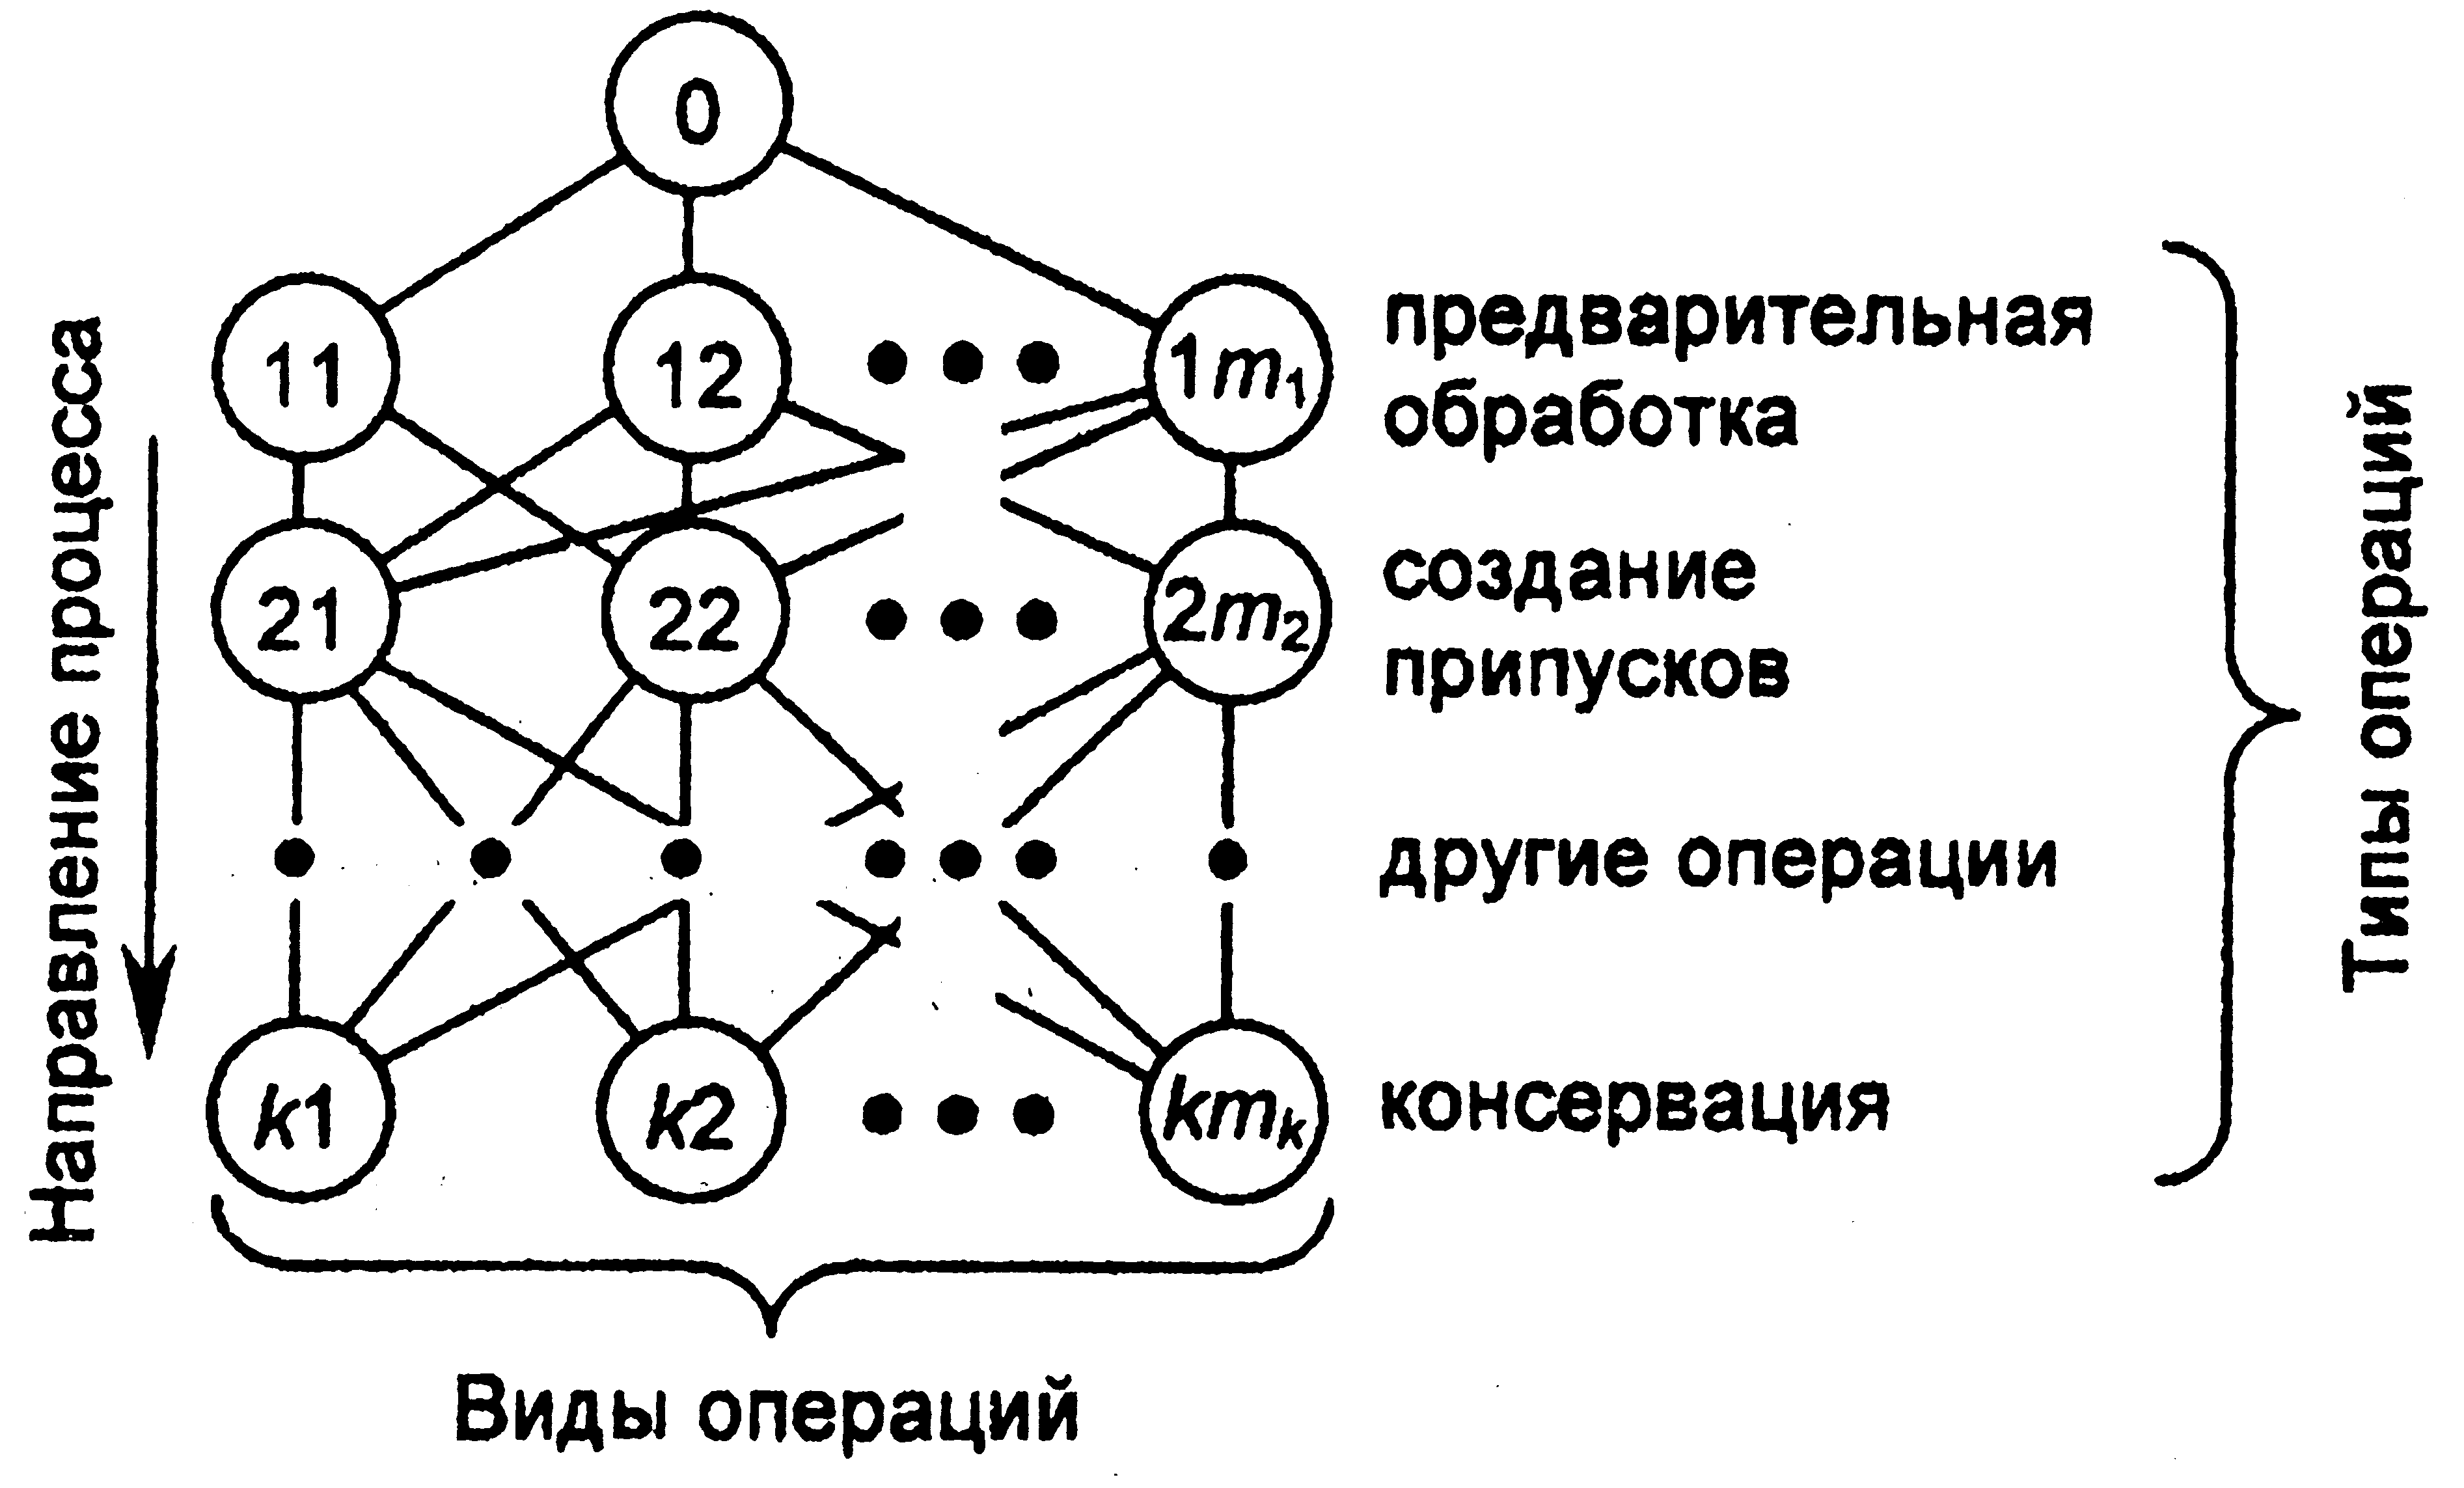 0
11 12 1m₁ предварительная
обработка
21 22 2m₂ создание
припусков
другие операции
k1 k2 kmₖ консервация
Направление процесса
Типы операций
Виды операций